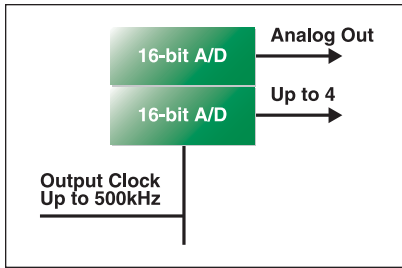 16-bit A/D
Analog Out
16-bit A/D
Up to 4
Output Clock
Up to 500kHz